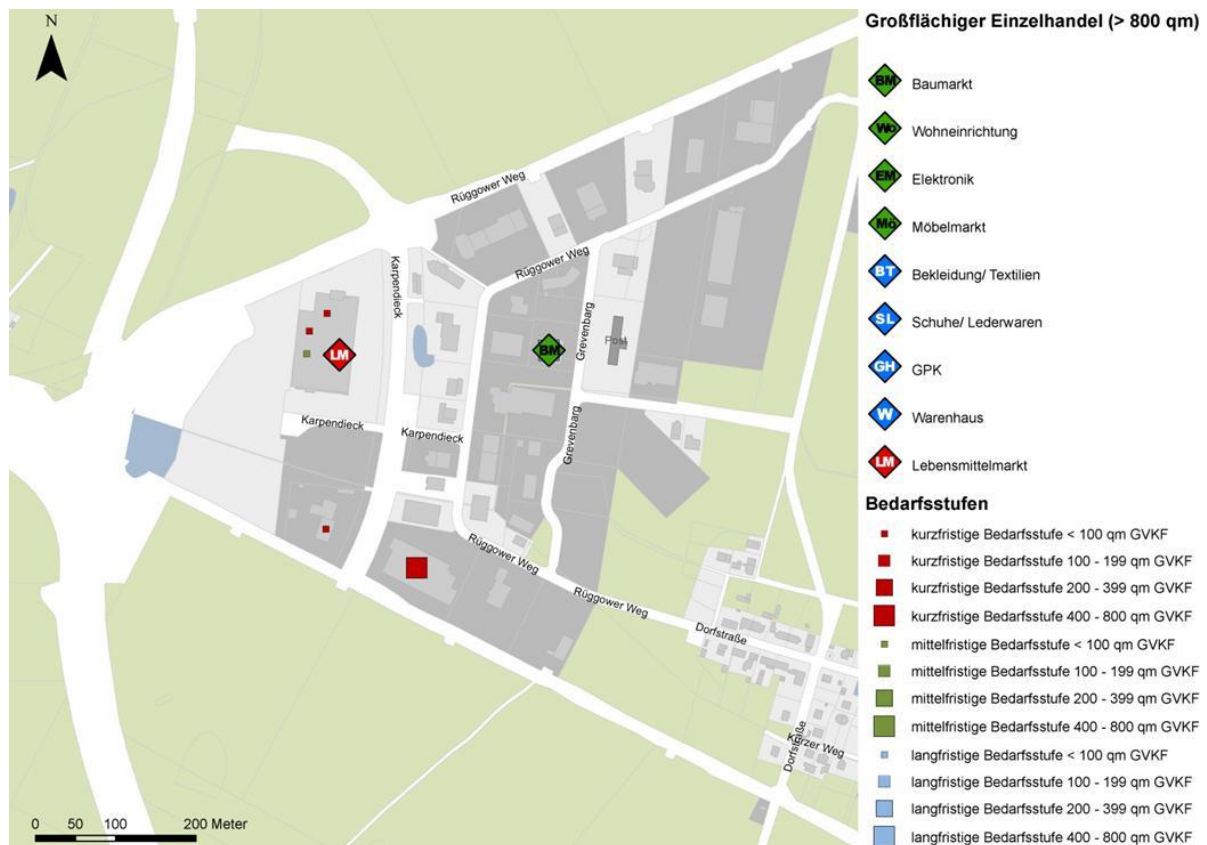 N
Rüggower Weg
Karpendieck
Rüggower Weg
Grevenbarg
Post
LM
BM
Karpendieck
Karpendieck
Grevenbarg
Rüggower Weg
Rüggower Weg
Dorfstraße
Kurzer Weg
Dorfstraße
0 50 100 200 Meter
Großflächiger Einzelhandel (> 800 qm)
BM Baumarkt
Wo Wohneinrichtung
EM Elektronik
Mö Möbelmarkt
BT Bekleidung/ Textilien
SL Schuhe/ Lederwaren
GH GPK
W Warenhaus
LM Lebensmittelmarkt
Bedarfsstufen
kurzfristige Bedarfsstufe < 100 qm GVKF
kurzfristige Bedarfsstufe 100 - 199 qm GVKF
kurzfristige Bedarfsstufe 200 - 399 qm GVKF
kurzfristige Bedarfsstufe 400 - 800 qm GVKF
mittelfristige Bedarfsstufe < 100 qm GVKF
mittelfristige Bedarfsstufe 100 - 199 qm GVKF
mittelfristige Bedarfsstufe 200 - 399 qm GVKF
mittelfristige Bedarfsstufe 400 - 800 qm GVKF
langfristige Bedarfsstufe < 100 qm GVKF
langfristige Bedarfsstufe 100 - 199 qm GVKF
langfristige Bedarfsstufe 200 - 399 qm GVKF
langfristige Bedarfsstufe 400 - 800 qm GVKF